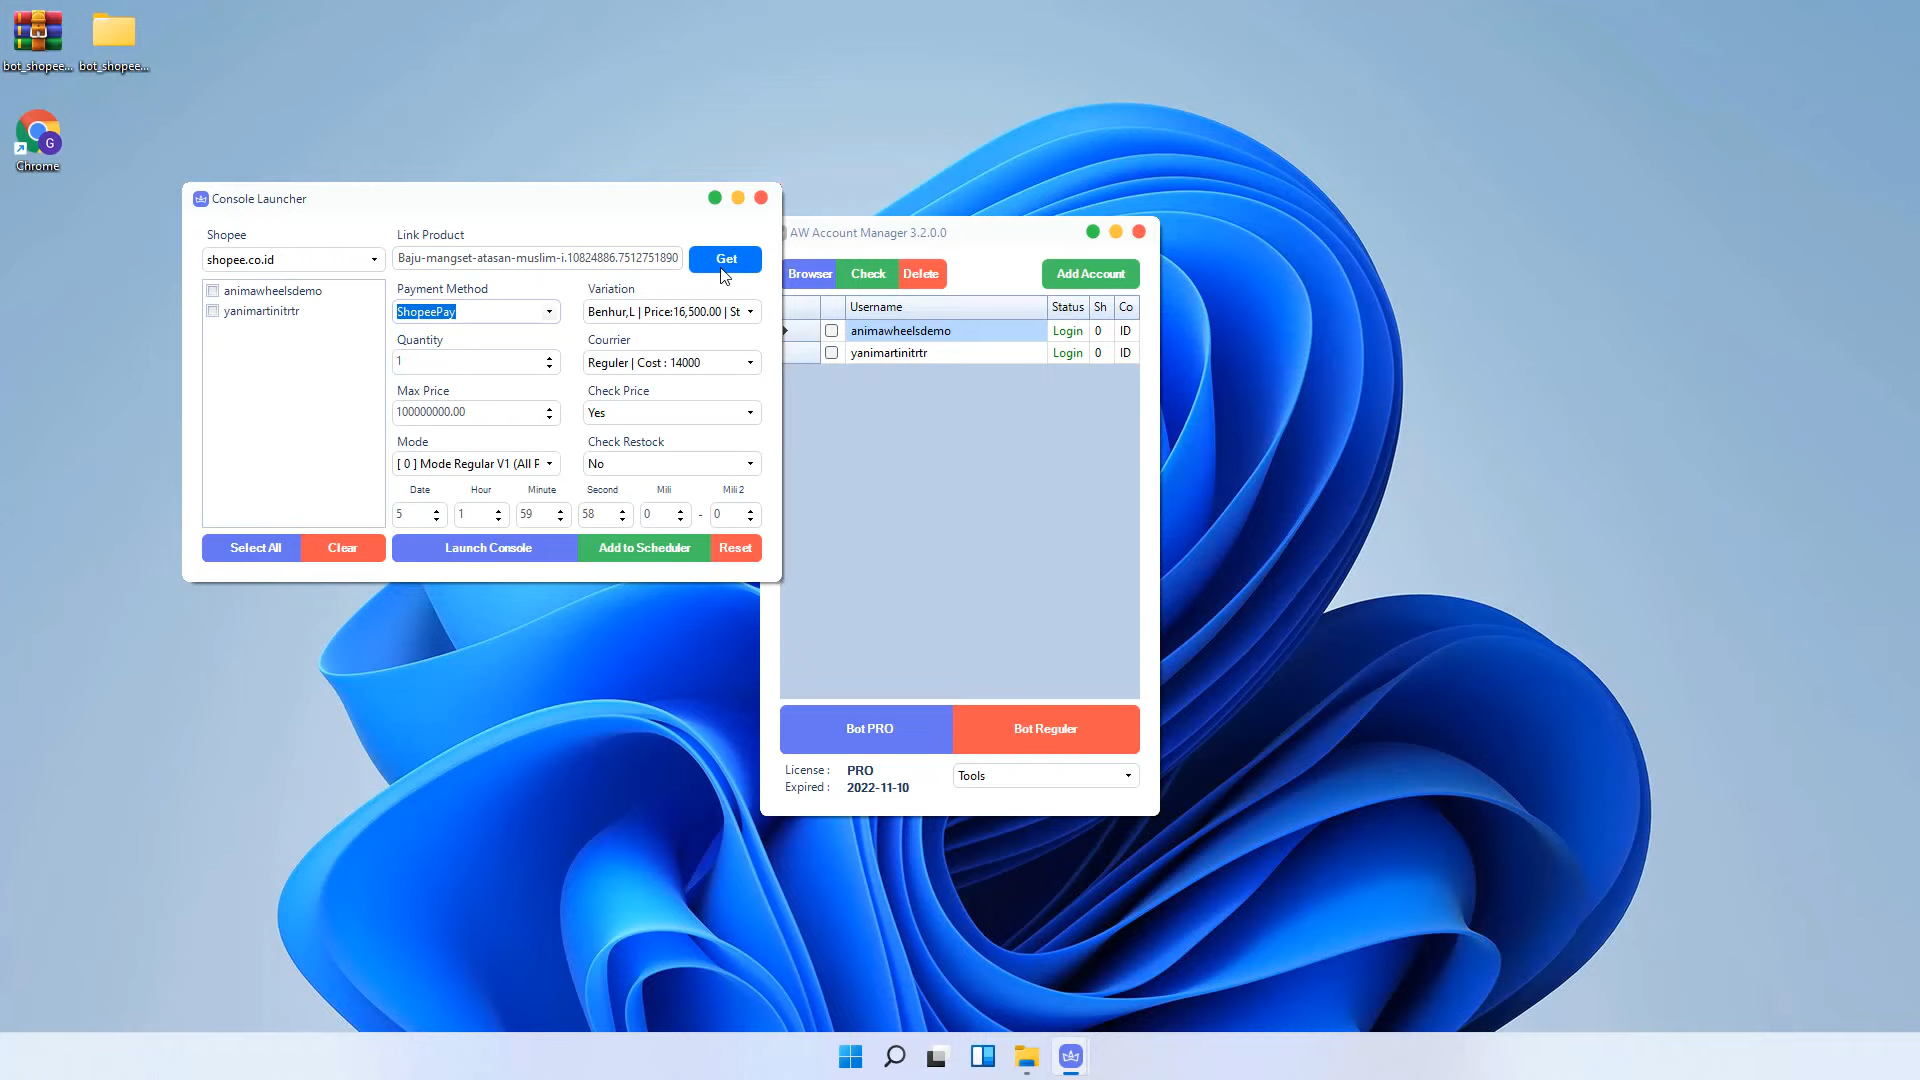 bot_shopee...
bot_shopee...
Chrome
Console Launcher
Shopee
Link Product
shopee.co.id
Baju-mangset-atasan-muslim-i.10824886.7512751890
Get
animawheelsdemo
yanimartinitrtr
Payment Method
Variation
ShopeePay
Benhur,L | Price:16,500.00 | St
Quantity
Courrier
1
Reguler | Cost : 14000
Max Price
Check Price
100000000.00
Yes
Mode
Check Restock
[ 0 ] Mode Regular V1 (All F
No
Date
Hour
Minute
Second
Mili
Mili 2
5
1
59
58
0
-
0
Select All
Clear
Launch Console
Add to Scheduler
Reset
AW Account Manager 3.2.0.0
Browser
Check
Delete
Add Account
Username
Status
Sh
Co
animawheelsdemo
Login
0
ID
yanimartinitrtr
Login
0
ID
Bot PRO
Bot Reguler
License :
PRO
Expired :
2022-11-10
Tools
G